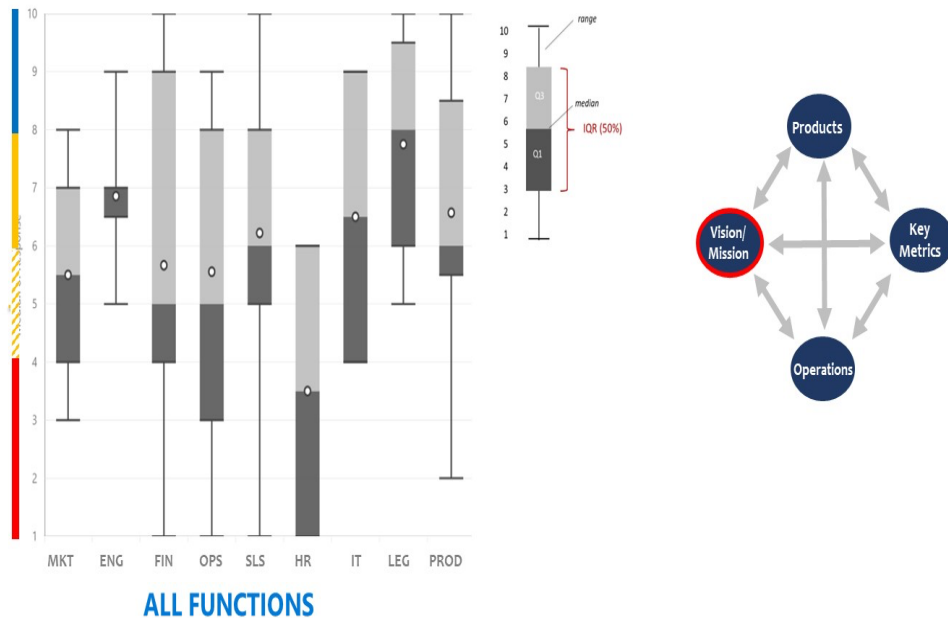 10
9
8
7
6
5
4
3
2
1
MKT
ENG
FIN
OPS
SLS
HR
IT
LEG
PROD
ALL FUNCTIONS
10
9
8
7
6
5
4
3
2
1
range
Q3
median
IQR (50%)
Q1
Products
Vision/
Mission
Key
Metrics
Operations